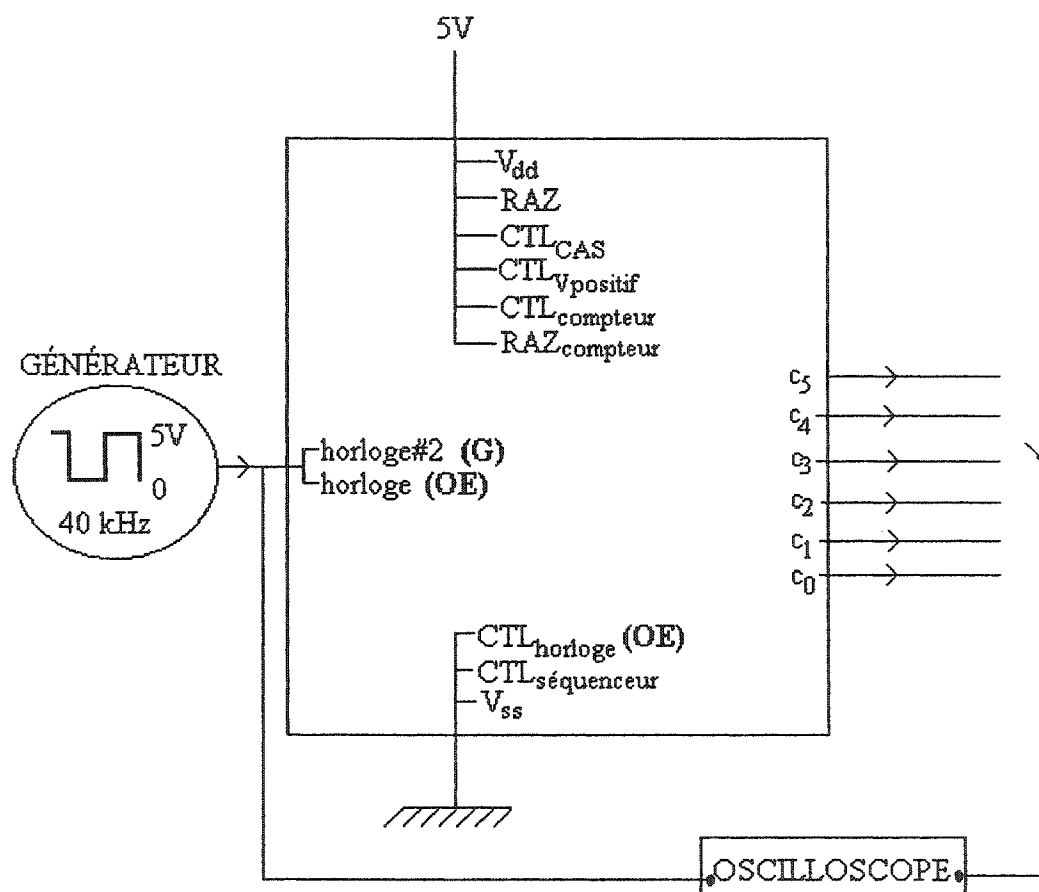 5V
Vdd
RAZ
CTLCAS
CTLVpositif
CTLcompteur
RAZcompteur
GÉNÉRATEUR
5V
0
40 kHz
horloge#2 (G)
horloge (OE)
c5
c4
c3
c2
c1
c0
CTLhorloge (OE)
CTLséquenceur
Vss
OSCILLOSCOPE